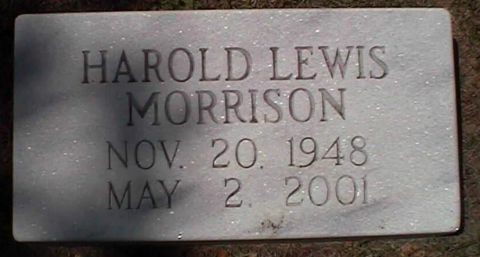 HAROLD LEWIS
MORRISON
NOV. 20. 1948
MAY 2. 2001